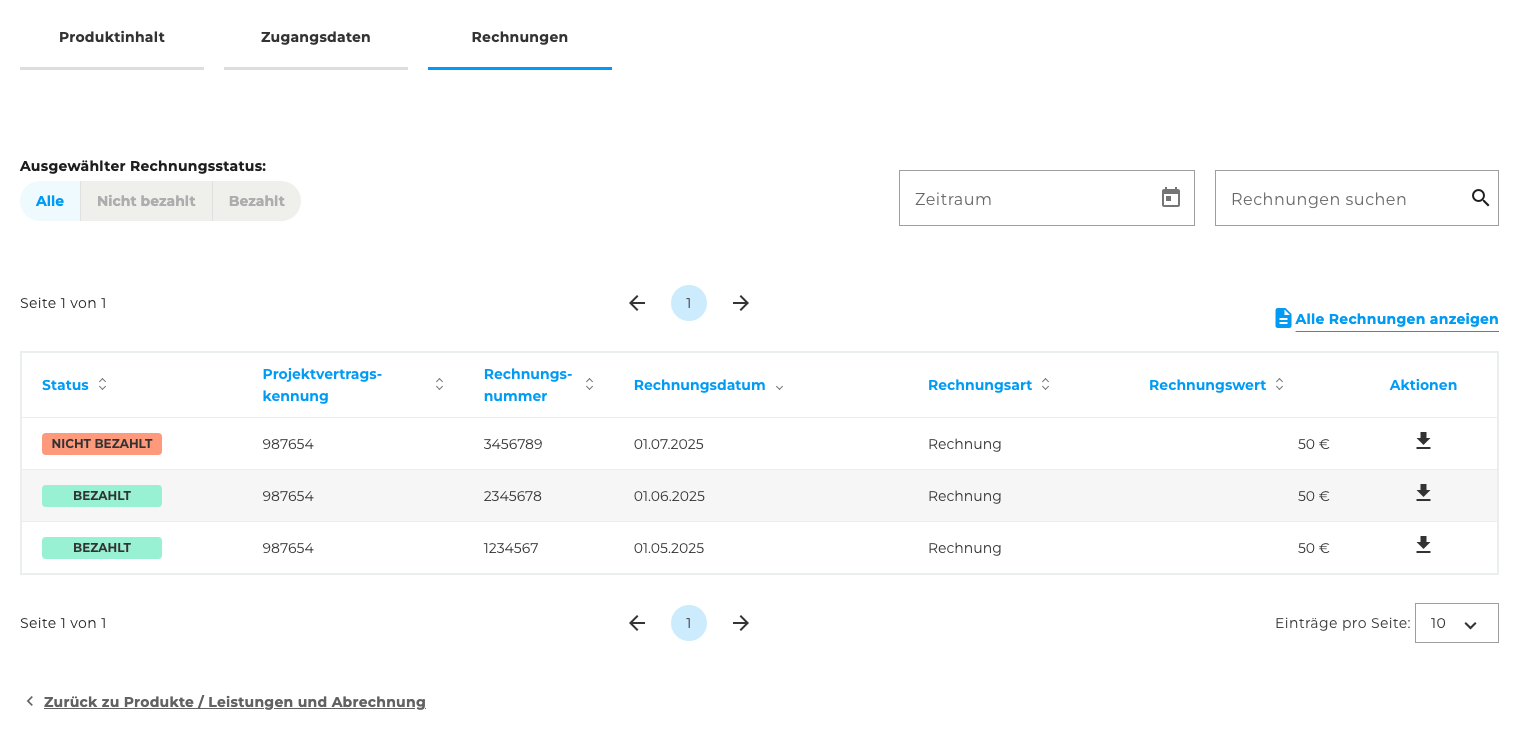 Produktinhalt Zugangsdaten Rechnungen
Ausgewählter Rechnungsstatus:
Alle Nicht bezahlt Bezahlt
Zeitraum Rechnungen suchen
Seite 1 von 1 1
Alle Rechnungen anzeigen
Status Projektvertrags- Rechnungs- Rechnungsdatum Rechnungsart Rechnungswert Aktionen
kennung nummer
NICHT BEZAHLT 987654 3456789 01.07.2025 Rechnung 50 €
BEZAHLT 987654 2345678 01.06.2025 Rechnung 50 €
BEZAHLT 987654 1234567 01.05.2025 Rechnung 50 €
Seite 1 von 1 1 Einträge pro Seite: 10
Zurück zu Produkte / Leistungen und Abrechnung